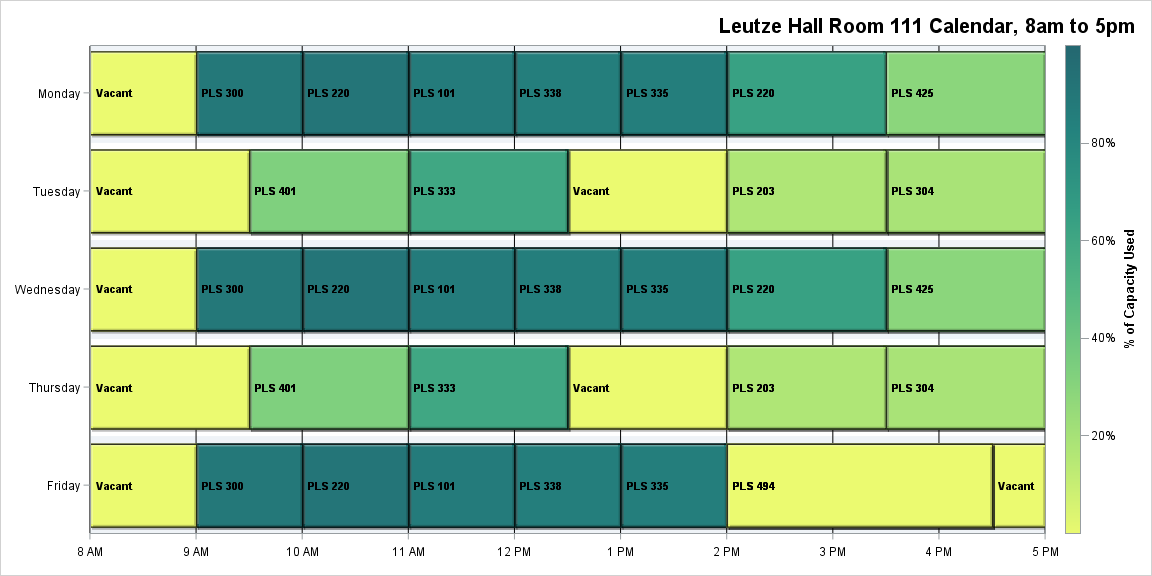 Leutze Hall Room 111 Calendar, 8am to 5pm
Monday
Vacant
PLS 300
PLS 220
PLS 101
PLS 338
PLS 335
PLS 220
PLS 425
Tuesday
Vacant
PLS 401
PLS 333
Vacant
PLS 203
PLS 304
Wednesday
Vacant
PLS 300
PLS 220
PLS 101
PLS 338
PLS 335
PLS 220
PLS 425
Thursday
Vacant
PLS 401
PLS 333
Vacant
PLS 203
PLS 304
Friday
Vacant
PLS 300
PLS 220
PLS 101
PLS 338
PLS 335
PLS 494
Vacant
8 AM
9 AM
10 AM
11 AM
12 PM
1 PM
2 PM
3 PM
4 PM
5 PM
80%
60%
40%
20%
% of Capacity Used